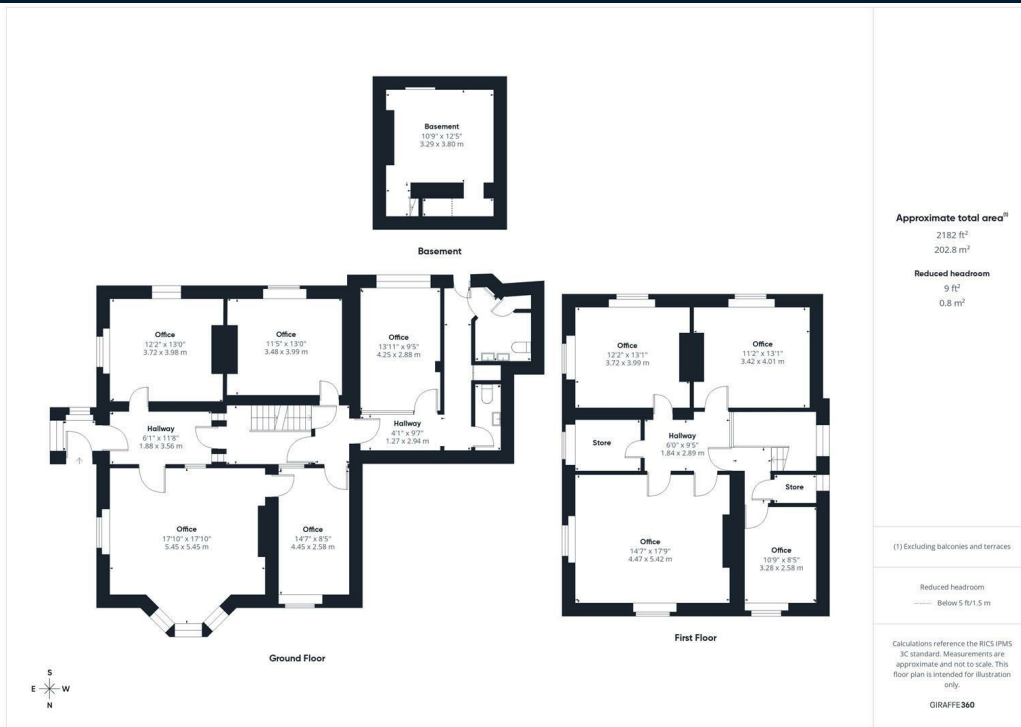 Basement
10'9" x 12'5"
3.29 x 3.80 m
Basement
Office
12'2" x 13'0"
3.72 x 3.98 m
Office
11'5" x 13'0"
3.48 x 3.99 m
Office
13'11" x 9'5"
4.25 x 2.88 m
Hallway
6'1" x 11'8"
1.88 x 3.56 m
Hallway
4'1" x 9'7"
1.27 x 2.94 m
Office
17'10" x 17'10"
5.45 x 5.45 m
Office
14'7" x 8'5"
4.45 x 2.58 m
Ground Floor
Office
12'2" x 13'1"
3.72 x 3.99 m
Office
11'2" x 13'1"
3.42 x 4.01 m
Store
Hallway
6'0" x 9'5"
1.84 x 2.89 m
Store
Office
14'7" x 17'9"
4.47 x 5.42 m
Office
10'9" x 8'5"
3.28 x 2.58 m
First Floor
S
E W
N
Approximate total area(1)
2182 ft²
202.8 m²
Reduced headroom
9 ft²
0.8 m²
(1) Excluding balconies and terraces
Reduced headroom
Below 5 ft/1.5 m
Calculations reference the RICS IPMS
3C standard. Measurements are
approximate and not to scale. This
floor plan is intended for illustration
only.
GIRAFFE360